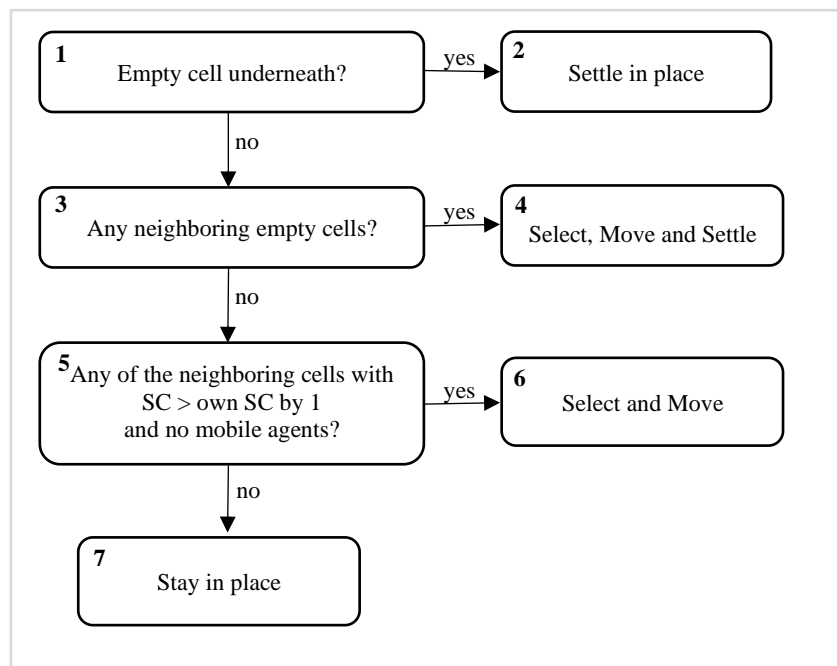 1
Empty cell underneath?
yes
2
Settle in place
no
3
Any neighboring empty cells?
yes
4
Select, Move and Settle
no
5
Any of the neighboring cells with
SC > own SC by 1
and no mobile agents?
yes
6
Select and Move
no
7
Stay in place